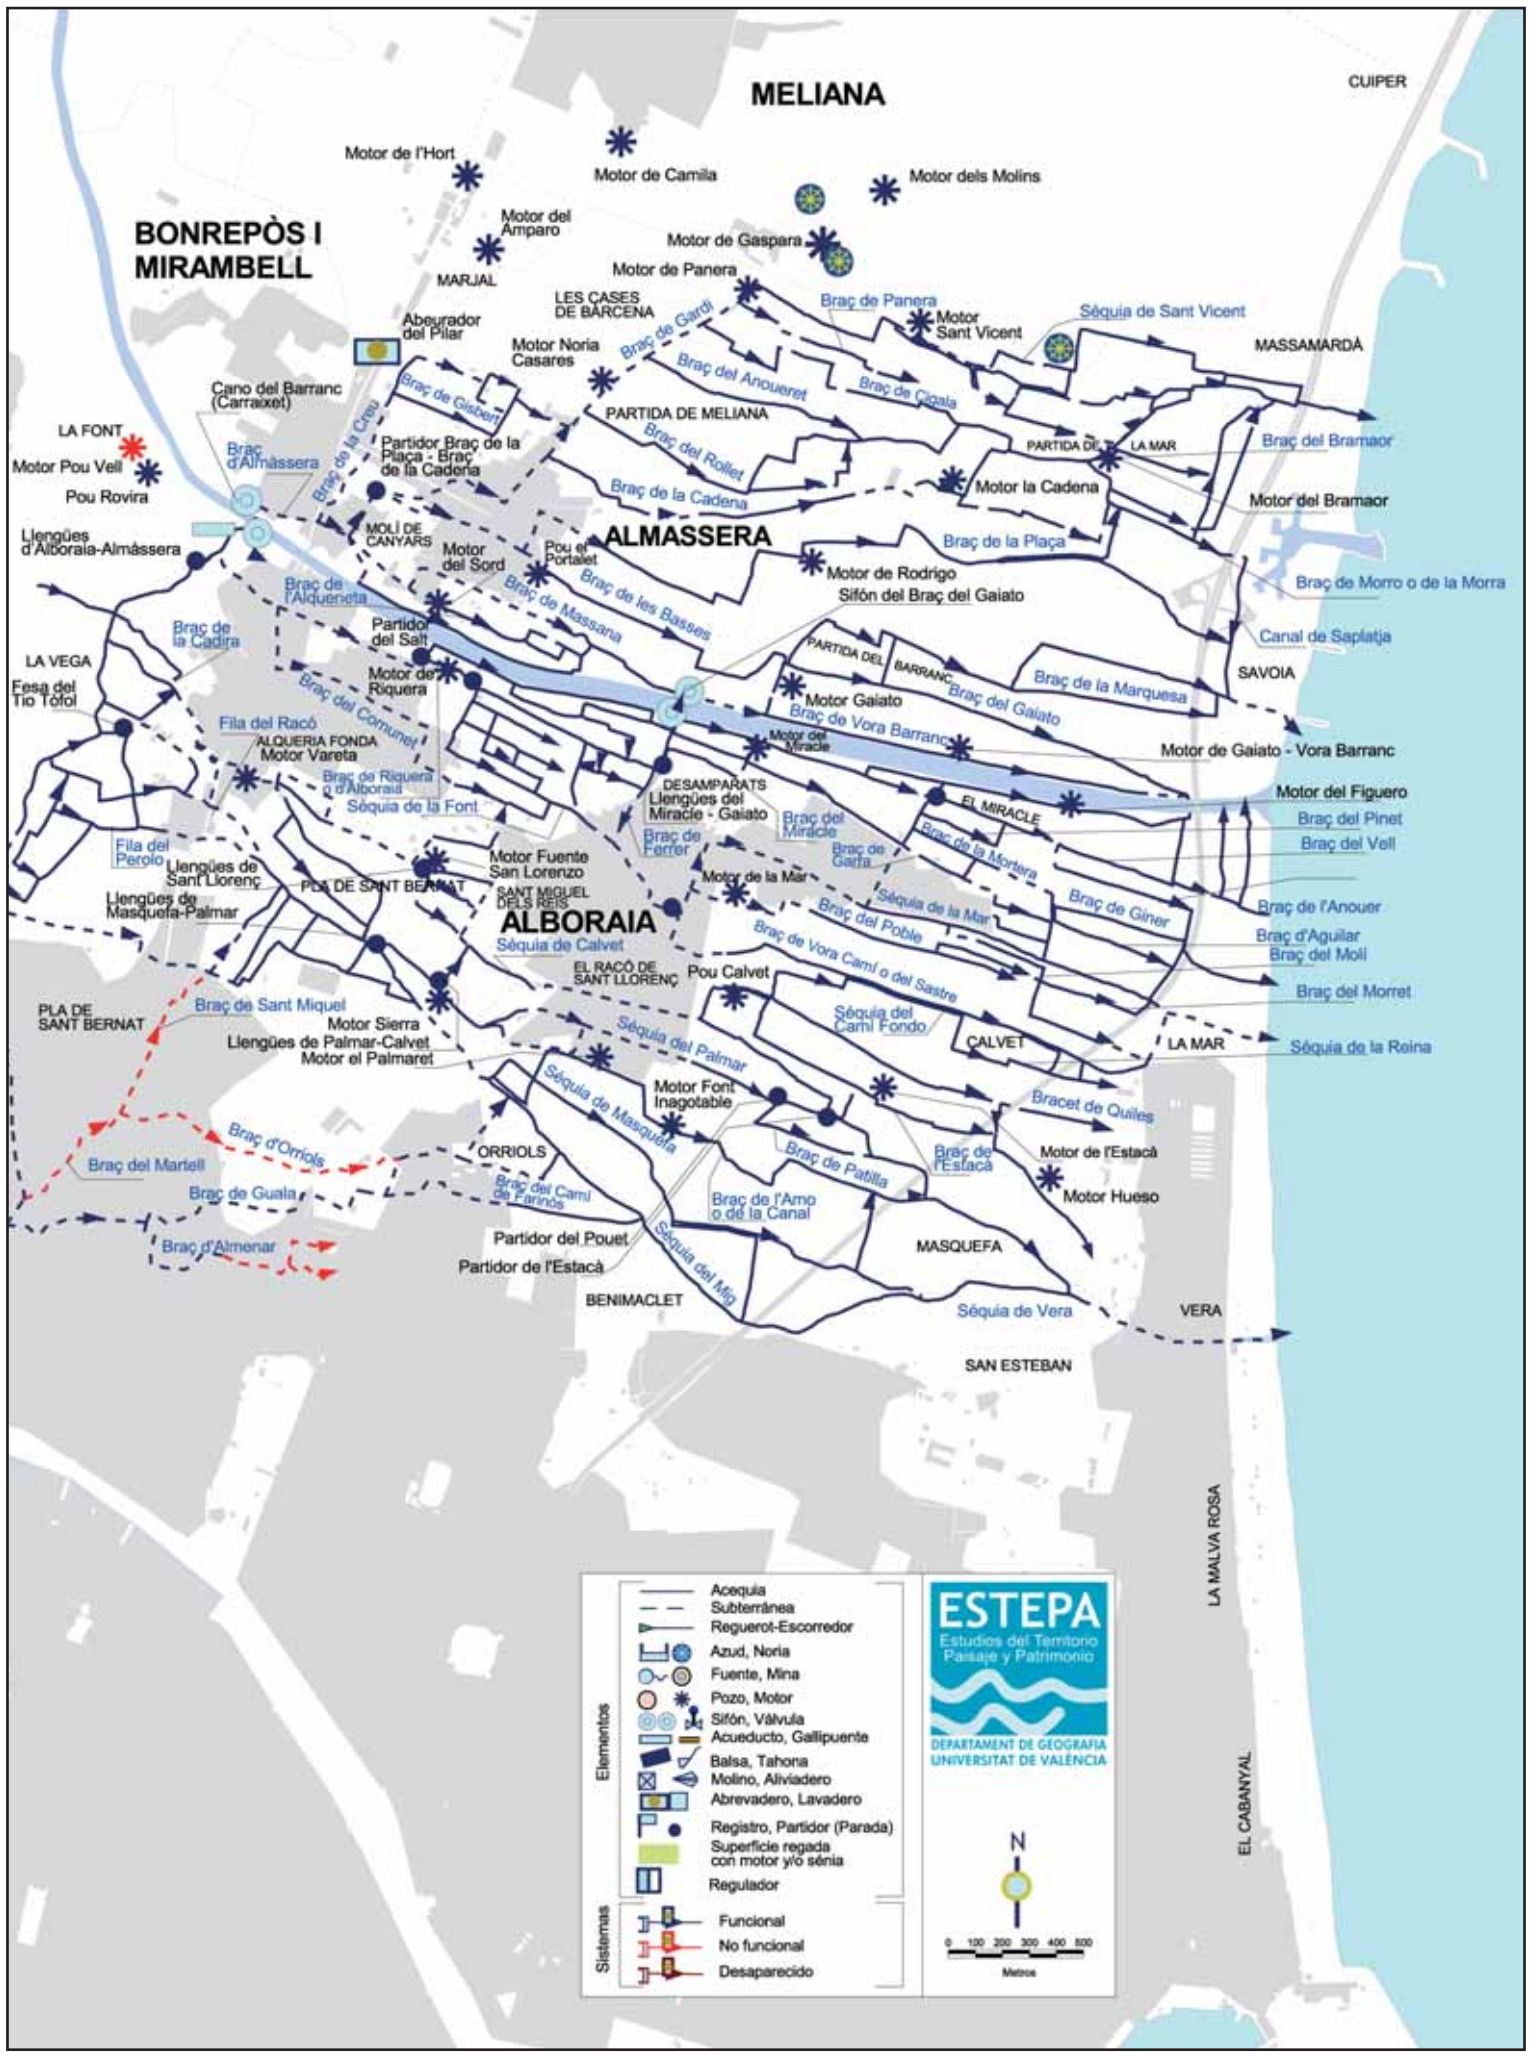 CUIPER
MELIANA
Motor de l'Hort
Motor de Camila
Motor dels Molins
Motor del
Amparo
BONREPÒS I
MIRAMBELL
Motor de Gaspara
MARJAL
Motor de Panera
LES CASES
DE BÀRCENA
Braç de Gardi
Braç de Panera
Motor
Sant Vicent
Séquia de Sant Vicent
MASSAMARDÀ
Abeurador
del Pilar
Motor Noria
Casares
Braç del Anoueret
Braç de Cigala
Cano del Barranc
(Carraixet)
Braç de Gisbert
Braç de la Creu
PARTIDA DE MELIANA
LA FONT
Motor Pou Vell
Pou Rovira
Braç
d'Almàssera
Partidor Braç de la
Plaça - Braç
de la Cadena
Braç del Rollet
PARTIDA DE
LA MAR
Braç del Bramaor
Braç de la Cadena
Motor la Cadena
Motor del Bramaor
Llengües
d'Alboraia-Almàssera
MOLÍ DE
CANYARS
ALMASSERA
Motor
del Sord
Pou el
Portalet
Braç de la Plaça
Motor de Rodrigo
Braç de Morro o de la Morra
Braç de
l'Alqueneta
Braç de Massana
Braç de les Basses
Sifón del Braç del Gaiato
Braç de
la Cadira
Partidor
del Salt
Canal de Saplatja
LA VEGA
PARTIDA DEL
BARRANC
SAVOIA
Fesa del
Tio Tòfol
Motor de
Riquera
Braç del Comunet
Braç de la Marquesa
Motor Gaiato
Braç del Gaiato
Fila del Racó
ALQUERIA FONDA
Motor Vareta
Braç de Vora Barranc
Motor del
Miracle
Motor de Gaiato - Vora Barranc
Braç de Riquera
o d'Alboraia
Séquia de la Font
DESAMPARATS
Llengües del
Miracle - Gaiato
Braç del
Miracle
EL MIRACLE
Motor del Figuero
Braç del Pinet
Braç del Vell
Fila del
Perolo
Braç de
Ferrer
Braç de
Garfa
Braç de la Mortera
Llengües de
Sant Llorenç
Motor Fuente
San Lorenzo
PLA DE SANT BERNAT
SANT MIGUEL
DELS REIS
Motor de la Mar
Llengües de
Masquefa-Palmar
ALBORAIA
Séquia de la Mar
Braç de Giner
Braç de l'Anouer
Braç del Poble
Braç d'Aguilar
Braç del Molí
Séquia de Calvet
Braç de Vora Camí o del Sastre
EL RACÓ DE
SANT LLORENÇ
Pou Calvet
Braç del Morret
PLA DE
SANT BERNAT
Braç de Sant Miquel
Motor Sierra
Llengües de Palmar-Calvet
Motor el Palmaret
Séquia del Palmar
Séquia del
Camí Fondo
CALVET
LA MAR
Séquia de la Reina
Séquia de Masquefa
Motor Font
Inagotable
Bracet de Quiles
Braç d'Orriols
ORRIOLS
Braç de Patilla
Braç de
l'Estacà
Motor de l'Estacà
Braç del Martell
Braç de Guala
Braç del Camí
de Farinós
Braç de l'Amo
o de la Canal
Motor Hueso
Braç d'Almenar
Partidor del Pouet
Partidor de l'Estacà
Séquia del Mig
MASQUEFA
BENIMACLET
Séquia de Vera
VERA
SAN ESTEBAN
LA MALVA ROSA
EL CABANYAL
Elementos
Acequia
Subterránea
Reguerot-Escorredor
Azud, Noria
Fuente, Mina
Pozo, Motor
Sifón, Válvula
Acueducto, Gallipuente
Balsa, Tahona
Molino, Aliviadero
Abrevadero, Lavadero
Registro, Partidor (Parada)
Superficie regada
con motor y/o sénia
Regulador
Sistemas
Funcional
No funcional
Desaparecido
ESTEPA
Estudios del Territorio
Paisaje y Patrimonio
DEPARTAMENT DE GEOGRAFIA
UNIVERSITAT DE VALÈNCIA
N
0 100 200 300 400 500
Metros